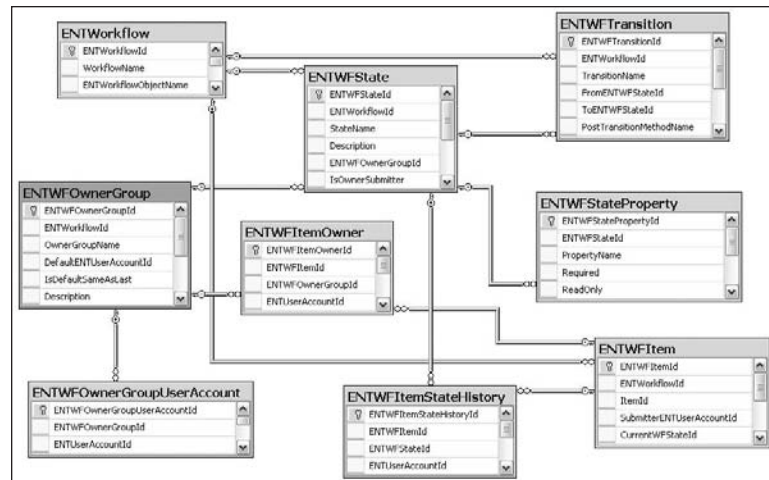 ENTWorkflow
ENTWorkflowId
WorkflowName
ENTWorkflowObjectName
ENTWFTransition
ENTWFTransitionId
ENTWorkflowId
TransitionName
FromENTWFStateId
ToENTWFStateId
PostTransitionMethodName
ENTWFState
ENTWFStateId
ENTWorkflowId
StateName
Description
ENTWFOwnerGroupId
IsOwnerSubmitter
ENTWFOwnerGroup
ENTWFOwnerGroupId
ENTWorkflowId
OwnerGroupName
DefaultENTUserAccountId
IsDefaultSameAsLast
Description
ENTWFItemOwner
ENTWFItemOwnerId
ENTWFItemId
ENTWFOwnerGroupId
ENTUserAccountId
ENTWFStateProperty
ENTWFStatePropertyId
ENTWFStateId
PropertyName
Required
ReadOnly
ENTWFItem
ENTWFItemId
ENTWorkflowId
ItemId
SubmitterENTUserAccountId
CurrentWFStateId
ENTWFOwnerGroupUserAccount
ENTWFOwnerGroupUserAccountId
ENTWFOwnerGroupId
ENTUserAccountId
ENTWFItemStateHistory
ENTWFItemStateHistoryId
ENTWFItemId
ENTWFStateId
ENTUserAccountId